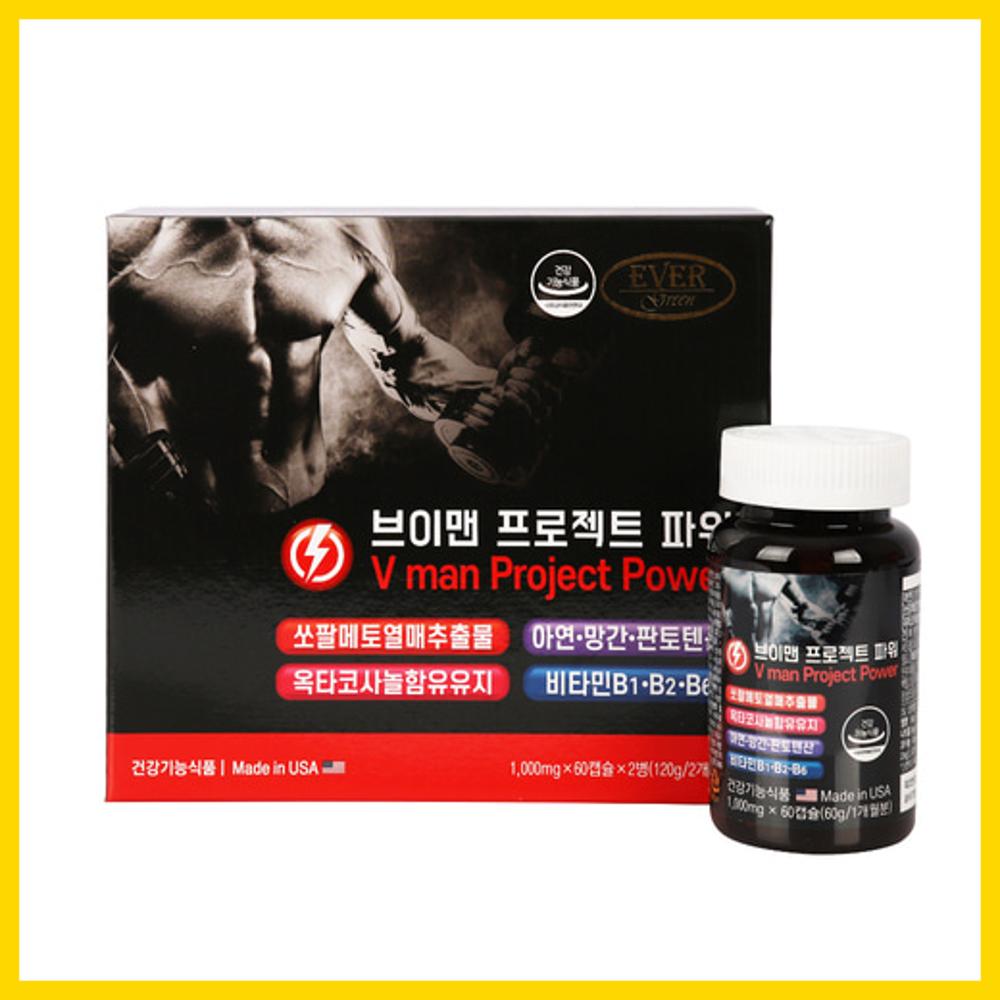 건강
기능식품
EVER
Green
브이맨 프로젝트 파워
V man Project Powe
쏘팔메토열매추출물
아연•망간•판토텐
옥타코사놀함유유지
비타민B1•B2•B6
건강기능식품 | Made in USA
1,000mg×60캡슐×2병(120g/2개
브이맨 프로젝트 파워
V man Project Power
쏘팔메토열매추출물
옥타코사놀함유유지
아연•망간•판토텐산
비타민B1•B2•B6
건강
기능식품
건강기능식품 Made in USA
1,000mg × 60캡슐(60g/1개월분)